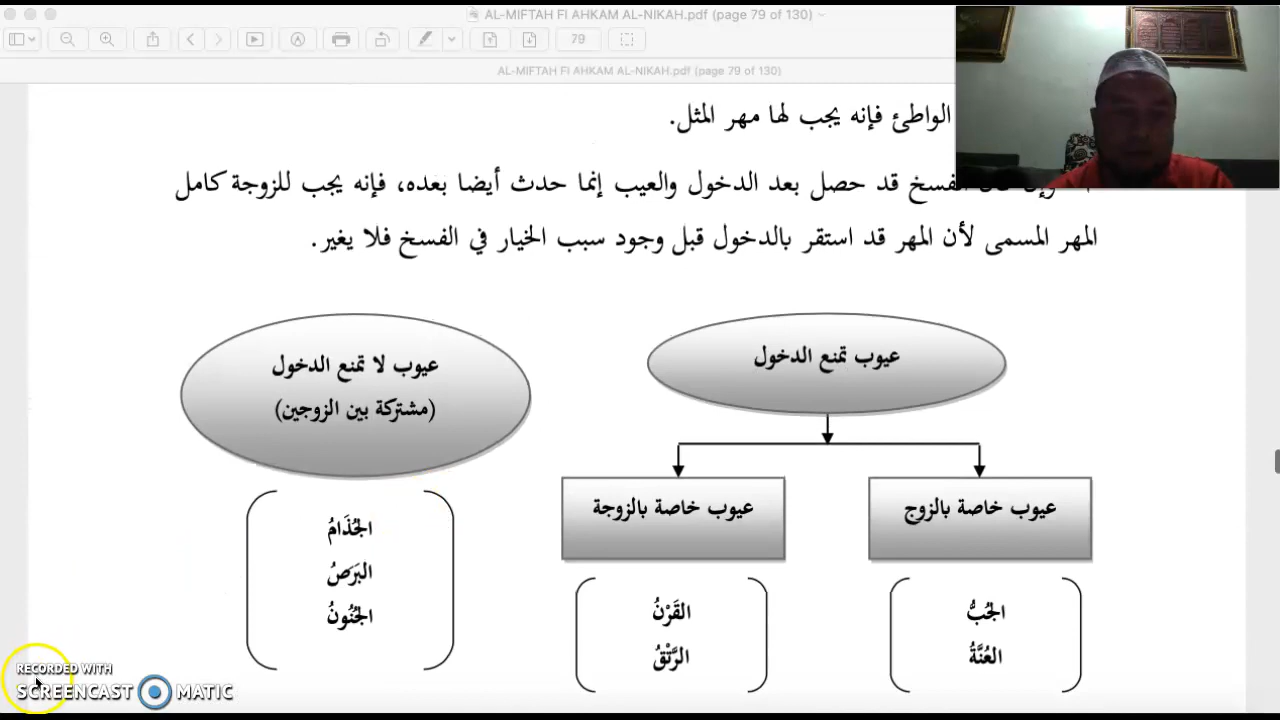 AL-MIFTAH FI AHKAM AL-NIKAH.pdf (page 79 of 130)
79
AL-MIFTAH FI AHKAM AL-NIKAH.pdf (page 79 of 130)
الواطئ فإنه يجب لها مهر المثل.
الفسخ قد حصل بعد الدخول والعيب إنما حدث أيضا بعده، فإنه يجب للزوجة كامل
المهر المسمى لأن المهر قد استقر بالدخول قبل وجود سبب الخيار في الفسخ فلا يغير.
عيوب تمنع الدخول
عيوب خاصة بالزوج
الجُبُّ
العُنَّةُ
عيوب خاصة بالزوجة
القَرْنُ
الرَّتْقُ
عيوب لا تمنع الدخول
(مشتركة بين الزوجين)
الجُذَامُ
البَرَصُ
الجُنُونُ
RECORDED WITH
SCREENCAST MATIC